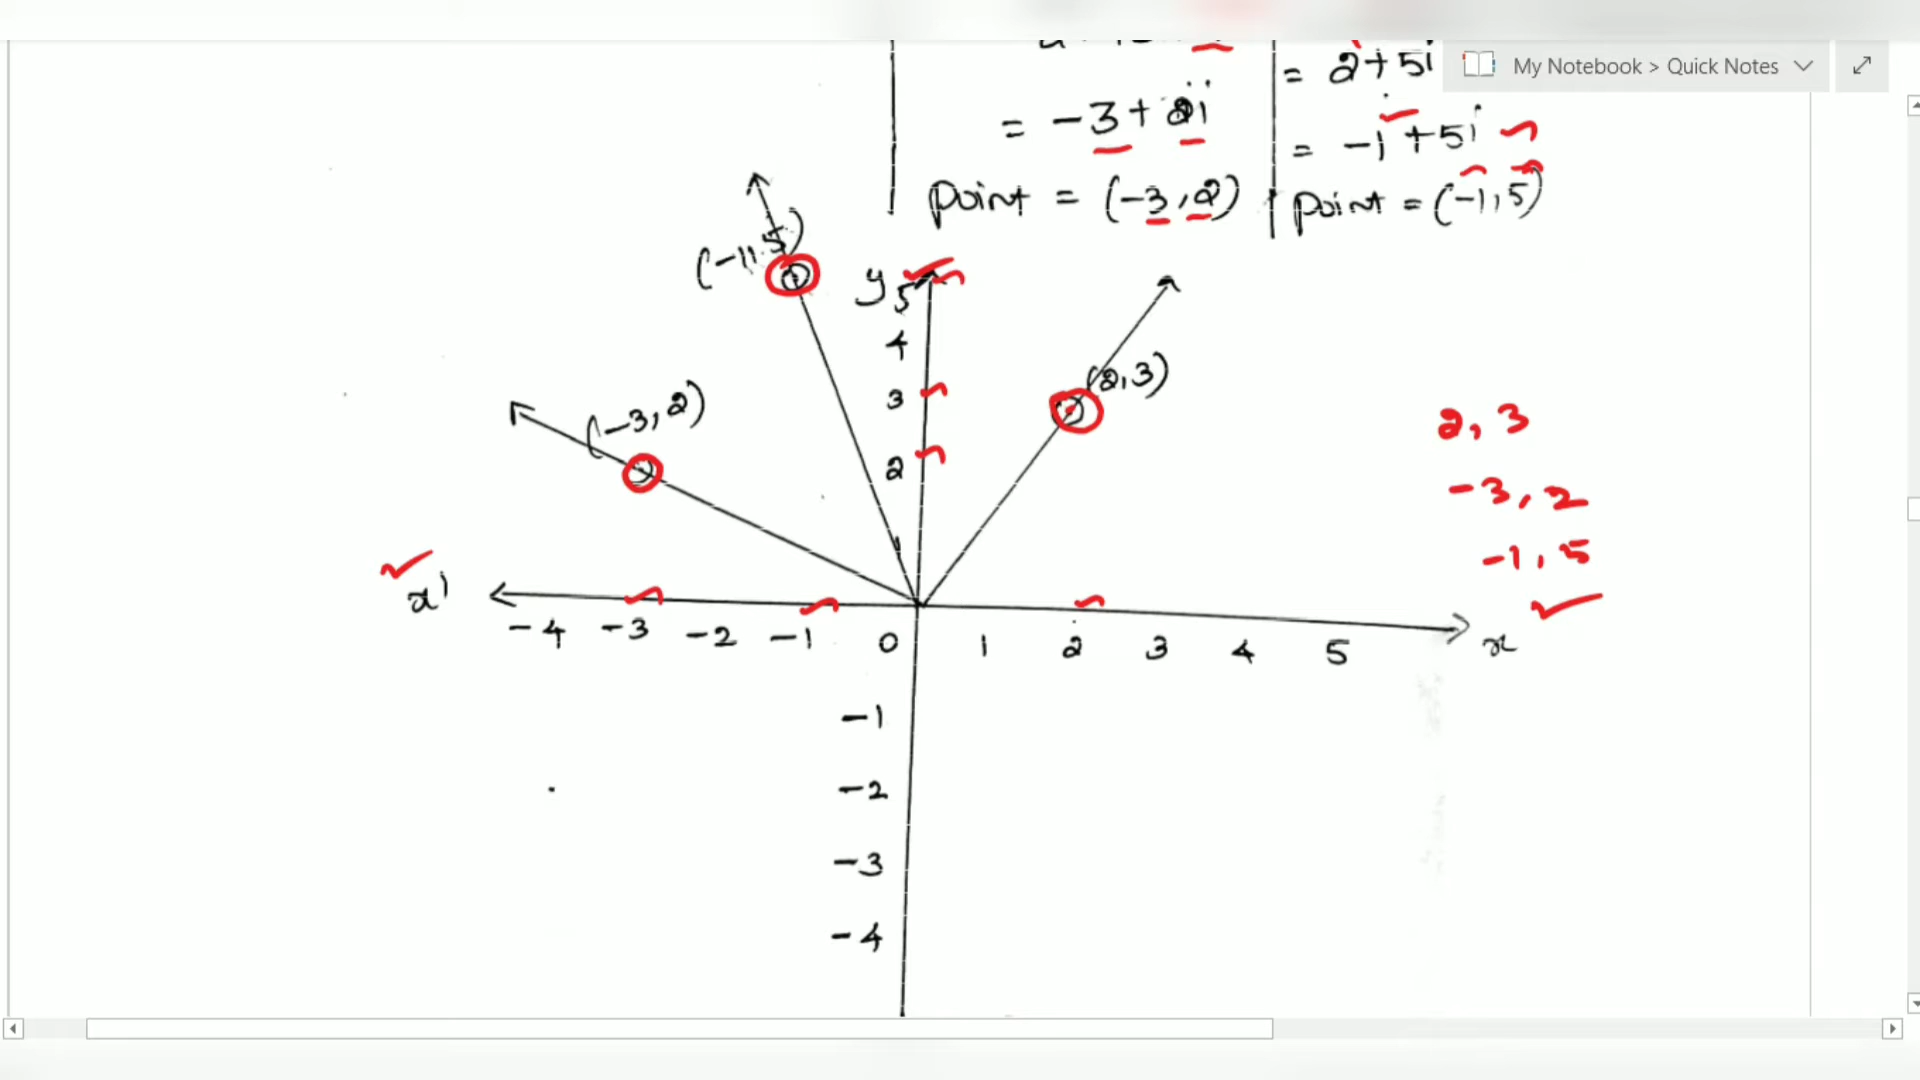 My Notebook > Quick Notes
= -3 + 2i
point = (-3, 2)
= 2+5i
= -1 +5i
point = (-1, 5)
(-1, 5)
y
5
4
3
2
1
(2, 3)
(-3, 2)
2, 3
-3, 2
-1, 5
x'
-4 -3 -2 -1 0 1 2 3 4 5
x
-1
-2
-3
-4